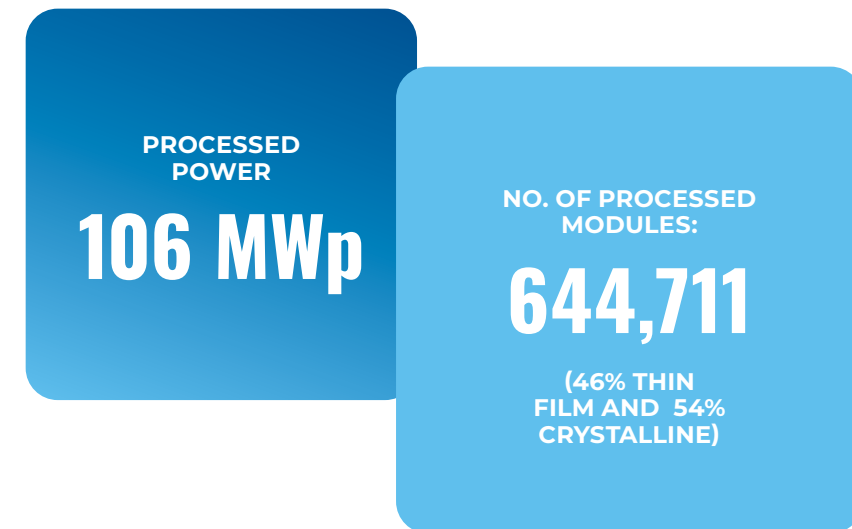 PROCESSED
POWER
106 MWp
NO. OF PROCESSED
MODULES:
644,711
(46% THIN
FILM AND 54%
CRYSTALLINE)